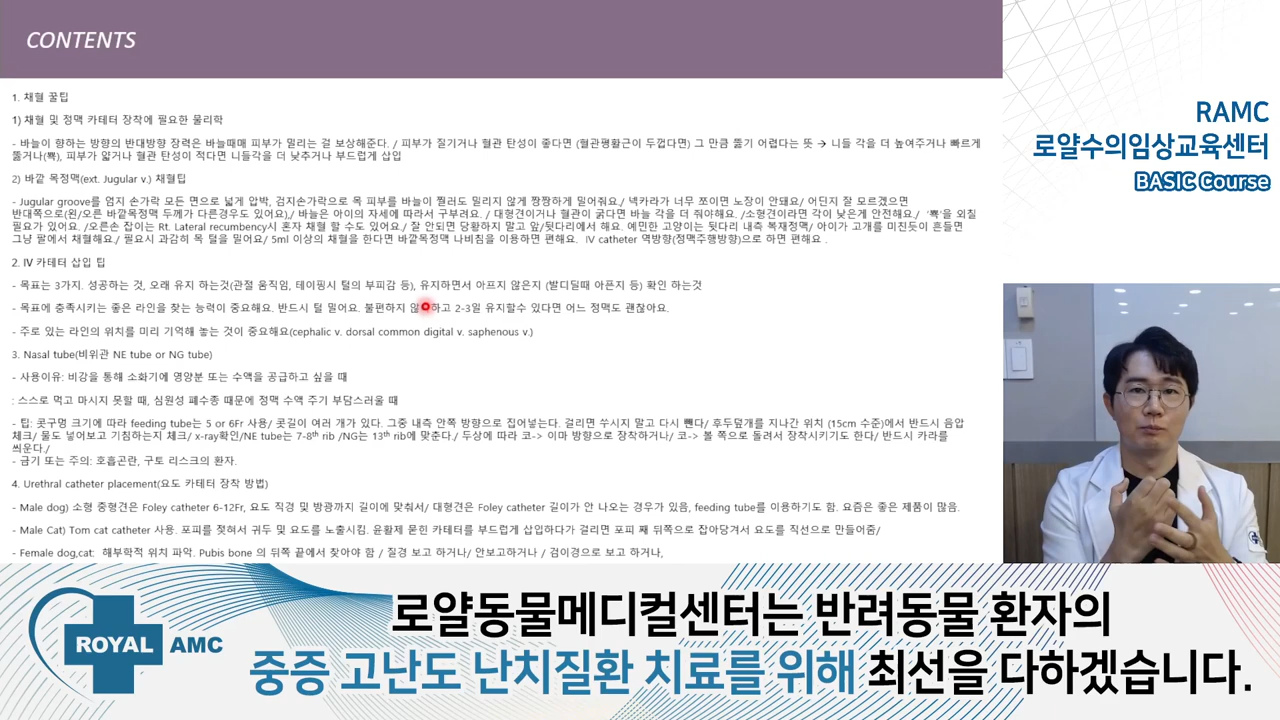 CONTENTS
1. 채혈 꿀팁
1) 채혈 및 정맥 카테터 장착에 필요한 물리학
- 바늘이 향하는 방향의 반대방향 장력은 바늘때매 피부가 밀리는 걸 보상해준다. / 피부가 질기거나 혈관 탄성이 좋다면 (혈관평활근이 두껍다면) 그 만큼 뚫기 어렵다는 뜻 → 니들 각을 더 높여주거나 빠르게
뚫거나(뽁), 피부가 얇거나 혈관 탄성이 적다면 니들각을 더 낮추거나 부드럽게 삽입
2) 바깥 목정맥(ext. Jugular v.) 채혈팁
- Jugular groove를 엄지 손가락 모든 면으로 넓게 압박, 검지손가락으로 목 피부를 바늘이 찔러도 밀리지 않게 짱짱하게 밀어줘요./ 넥카라가 너무 쪼이면 노장이 안돼요/ 어딘지 잘 모르겠으면
반대쪽으로(왼/오른 바깥목정맥 두께가 다른경우도 있어요),/ 바늘은 아이의 자세에 따라서 구부려요. / 대형견이거나 혈관이 굵다면 바늘 각을 더 줘야해요. /소형견이라면 각이 낮은게 안전해요./ '뽁'을 외칠
필요가 있어요. /오른손 잡이는 Rt. Lateral recumbency시 혼자 채혈 할 수도 있어요./ 잘 안되면 당황하지 말고 앞/뒷다리에서 해요. 예민한 고양이는 뒷다리 내측 복재정맥/ 아이가 고개를 미친듯이 흔들면
그냥 팔에서 채혈해요./ 필요시 과감히 목 털을 밀어요/ 5ml 이상의 채혈을 한다면 바깥목정맥 나비침을 이용하면 편해요. IV catheter 역방향(정맥주행방향)으로 하면 편해요 .
2. IV 카테터 삽입 팁
- 목표는 3가지. 성공하는 것, 오래 유지 하는것(관절 움직임, 테이핑시 털의 부피감 등), 유지하면서 아프지 않은지 (발디딜때 아픈지 등) 확인 하는것
- 목표에 충족시키는 좋은 라인을 찾는 능력이 중요해요. 반드시 털 밀어요. 불편하지 않 하고 2-3일 유지할수 있다면 어느 정맥도 괜찮아요.
- 주로 있는 라인의 위치를 미리 기억해 놓는 것이 중요해요(cephalic v. dorsal common digital v. saphenous v.)
3. Nasal tube(비위관 NE tube or NG tube)
- 사용이유: 비강을 통해 소화기에 영양분 또는 수액을 공급하고 싶을 때
: 스스로 먹고 마시지 못할 때, 심원성 폐수종 때문에 정맥 수액 주기 부담스러울 때
- 팁: 콧구멍 크기에 따라 feeding tube는 5 or 6Fr 사용/ 콧길이 여러 개가 있다. 그중 내측 안쪽 방향으로 집어넣는다. 걸리면 쑤시지 말고 다시 뺀다/ 후두덮개를 지나간 위치 (15cm 수준)에서 반드시 음압
체크/ 물도 넣어보고 기침하는지 체크/ x-ray확인/NE tube는 7-8th rib /NG는 13th rib에 맞춘다./ 두상에 따라 코-> 이마 방향으로 장착하거나/ 코-> 볼 쪽으로 돌려서 장착시키기도 한다/ 반드시 카라를
씌운다./
- 금기 또는 주의: 호흡곤란, 구토 리스크의 환자.
4. Urethral catheter placement(요도 카테터 장착 방법)
- Male dog) 소형 중형견은 Foley catheter 6-12Fr, 요도 직경 및 방광까지 길이에 맞춰서/ 대형견은 Foley catheter 길이가 안 나오는 경우가 있음, feeding tube를 이용하기도 함. 요즘은 좋은 제품이 많음.
- Male Cat) Tom cat catheter 사용. 포피를 젖혀서 귀두 및 요도를 노출시킴. 윤활제 묻힌 카테터를 부드럽게 삽입하다가 걸리면 포피 째 뒤쪽으로 잡아당겨서 요도를 직선으로 만들어줌/
- Female dog,cat: 해부학적 위치 파악. Pubis bone 의 뒤쪽 끝에서 찾아야 함 / 질경 보고 하거나/ 안보고하거나 / 검이경으로 보고 하거나,
RAMC
로얄수의임상교육센터
BASIC Course
ROYAL AMC
로얄동물메디컬센터는 반려동물 환자의
중증 고난도 난치질환 치료를 위해 최선을 다하겠습니다.